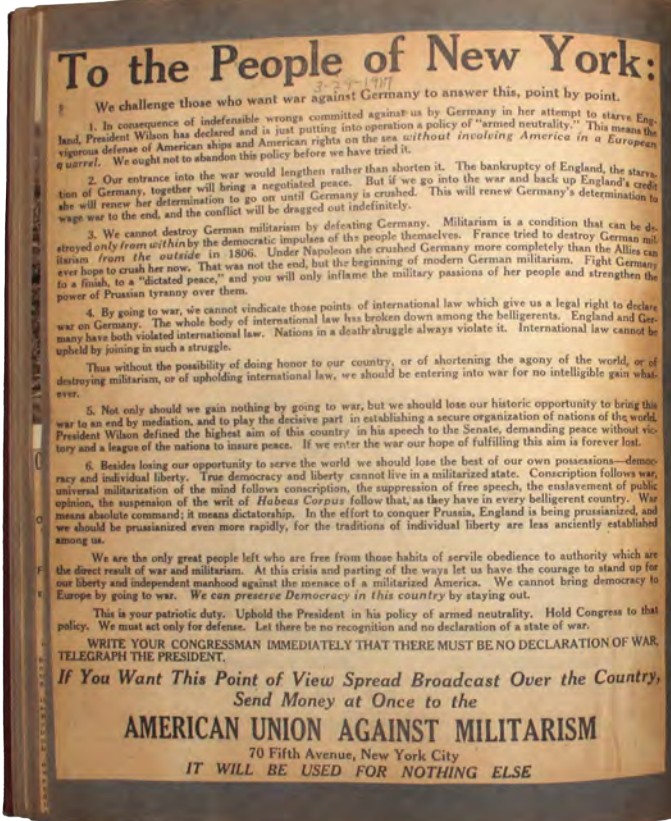 To the People of New York:
3-29-1917
We challenge those who want war against Germany to answer this, point by point.
1. In consequence of indefensible wrongs committed against us by Germany in her attempt to starve Eng-
land, President Wilson has declared and is just putting into operation a policy of "armed neutrality." This means the
vigorous defense of American ships and American rights on the sea without involving America in a European
quarrel. We ought not to abandon this policy before we have tried it.
2. Our entrance into the war would lengthen rather than shorten it. The bankruptcy of England, the starva-
tion of Germany, together will bring a negotiated peace. But if we go into the war and back up England's credit
she will renew her determination to go on until Germany is crushed. This will renew Germany's determination to
wage war to the end, and the conflict will be dragged out indefinitely.
3. We cannot destroy German militarism by defeating Germany. Militarism is a condition that can be de-
stroyed only from within by the democratic impulses of the people themselves. France tried to destroy German mil-
itarism from the outside in 1806. Under Napoleon she crushed Germany more completely than the Allies can
ever hope to crush her now. That was not the end, but the beginning of modern German militarism. Fight Germany
to a finish, to a "dictated peace," and you will only inflame the military passions of her people and strengthen the
power of Prussian tyranny over them.
4. By going to war, we cannot vindicate those points of international law which give us a legal right to declare
war on Germany. The whole body of international law has broken down among the belligerents. England and Ger-
many have both violated international law. Nations in a death-struggle always violate it. International law cannot be
upheld by joining in such a struggle.
Thus without the possibility of doing honor to our country, or of shortening the agony of the world, or of
destroying militarism, or of upholding international law, we should be entering into war for no intelligible gain what-
ever.
5. Not only should we gain nothing by going to war, but we should lose our historic opportunity to bring this
war to an end by mediation, and to play the decisive part in establishing a secure organization of nations of the world.
President Wilson defined the highest aim of this country in his speech to the Senate, demanding peace without vic-
tory and a league of the nations to insure peace. If we enter the war our hope of fulfilling this aim is forever lost.
6. Besides losing our opportunity to serve the world we should lose the best of our own possessions—democ-
racy and individual liberty. True democracy and liberty cannot live in a militarized state. Conscription follows war,
universal militarization of the mind follows conscription, the suppression of free speech, the enslavement of public
opinion, the suspension of the writ of Habeas Corpus follow that, as they have in every belligerent country. War
means absolute command; it means dictatorship. In the effort to conquer Prussia, England is being prussianized, and
we should be prussianized even more rapidly, for the traditions of individual liberty are less anciently established
among us.
We are the only great people left who are free from those habits of servile obedience to authority which are
the direct result of war and militarism. At this crisis and parting of the ways let us have the courage to stand up for
our liberty and independent manhood against the menace of a militarized America. We cannot bring democracy to
Europe by going to war. We can preserve Democracy in this country by staying out.
This is your patriotic duty. Uphold the President in his policy of armed neutrality. Hold Congress to that
policy. We must act only for defense. Let there be no recognition and no declaration of a state of war.
WRITE YOUR CONGRESSMAN IMMEDIATELY THAT THERE MUST BE NO DECLARATION OF WAR.
TELEGRAPH THE PRESIDENT.
If You Want This Point of View Spread Broadcast Over the Country,
Send Money at Once to the
AMERICAN UNION AGAINST MILITARISM
70 Fifth Avenue, New York City
IT WILL BE USED FOR NOTHING ELSE